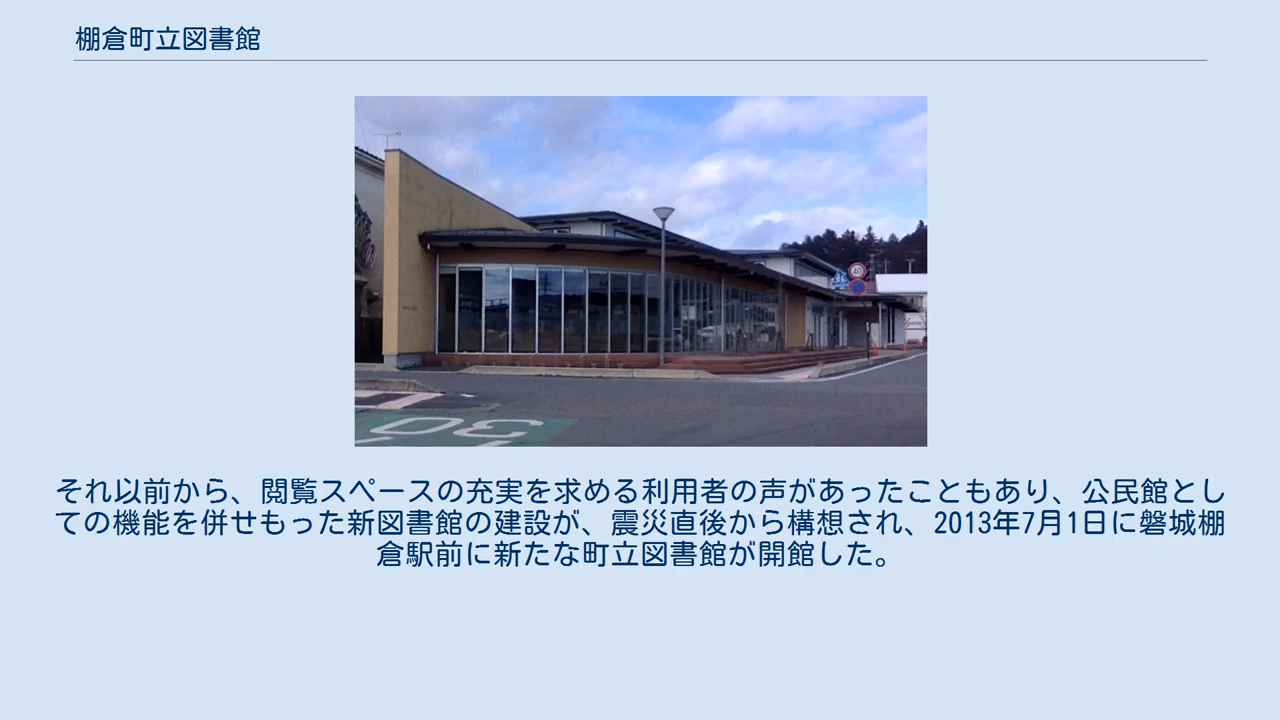 棚倉町立図書館
40
30
それ以前から、閲覧スペースの充実を求める利用者の声があったこともあり、公民館とし
ての機能を併せもった新図書館の建設が、震災直後から構想され、2013年7月1日に磐城棚
倉駅前に新たな町立図書館が開館した。